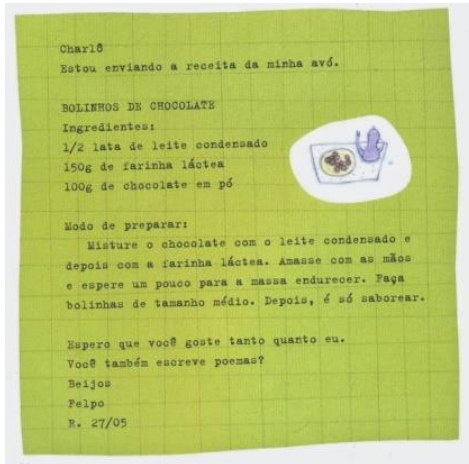 Charlô
Estou enviando a receita da minha avó.
BOLINHOS DE CHOCOLATE
Ingredientes:
1/2 lata de leite condensado
150g de farinha láctea
100g de chocolate em pó
Modo de preparar:
Misture o chocolate com o leite condensado e
depois com a farinha láctea. Amasse com as mãos
e espere um pouco para a massa endurecer. Faça
bolinhas de tamanho médio. Depois, é só saborear.
Espero que você goste tanto quanto eu.
Você também escreve poemas?
Beijos
Felpo
R. 27/05